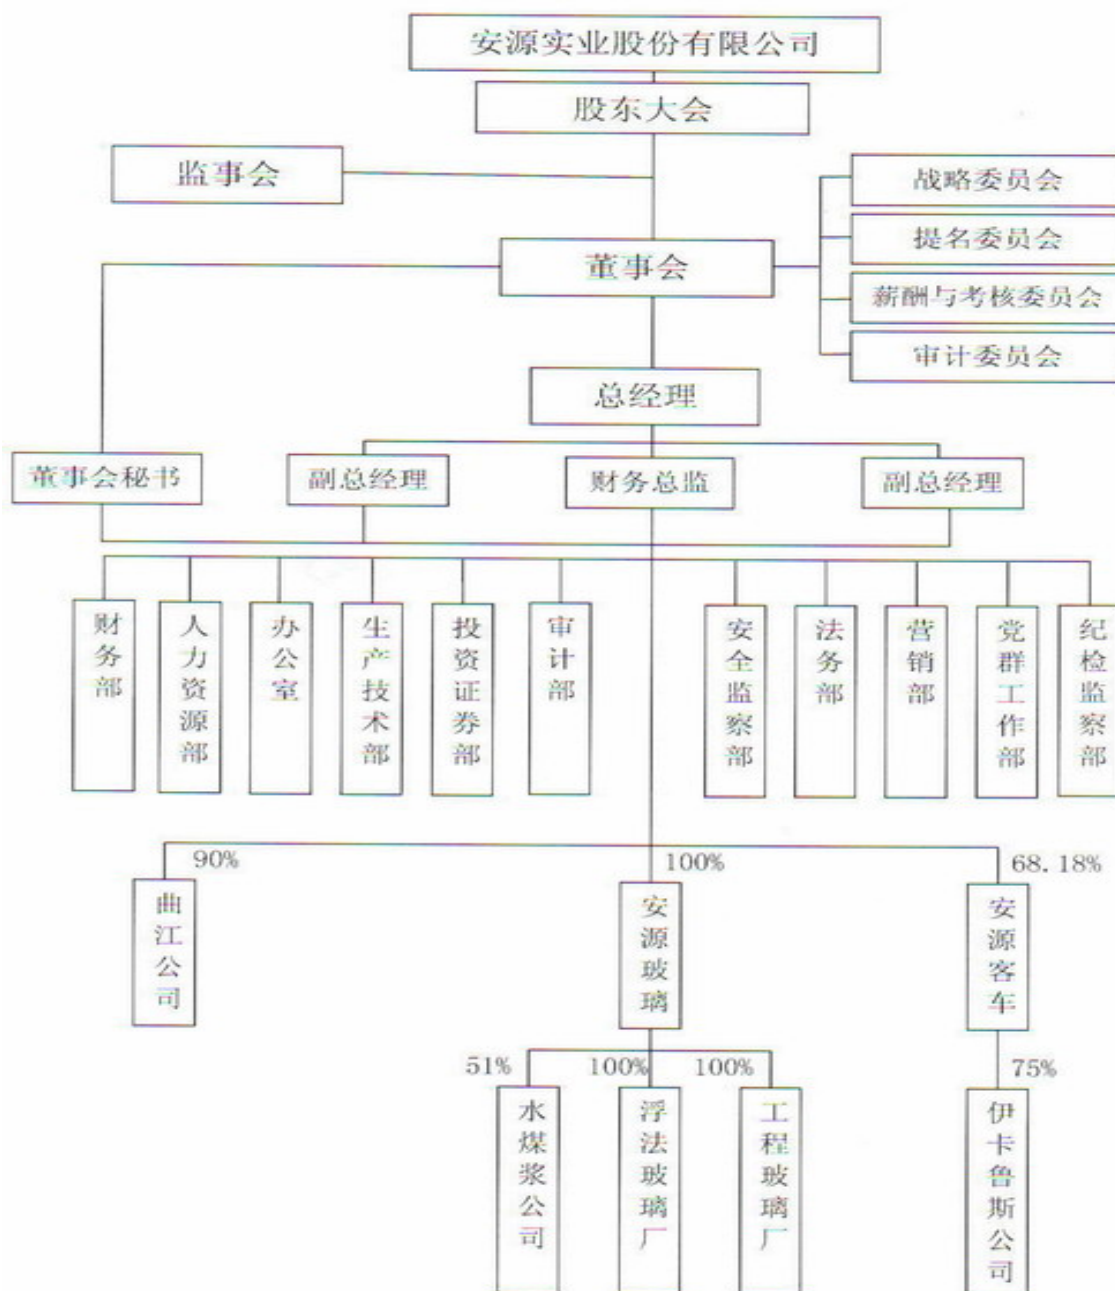 安源实业股份有限公司
股东大会
监事会
战略委员会
提名委员会
董事会
薪酬与考核委员会
审计委员会
总经理
董事会秘书
副总经理
财务总监
副总经理
财务部
人力资源部
办公室
生产技术部
投资证券部
审计部
安全监察部
法务部
营销部
党群工作部
纪检监察部
90%
100%
68.18%
曲江公司
安源玻璃
安源客车
51%
100%
100%
75%
水煤浆公司
浮法玻璃厂
工程玻璃厂
伊卡鲁斯公司